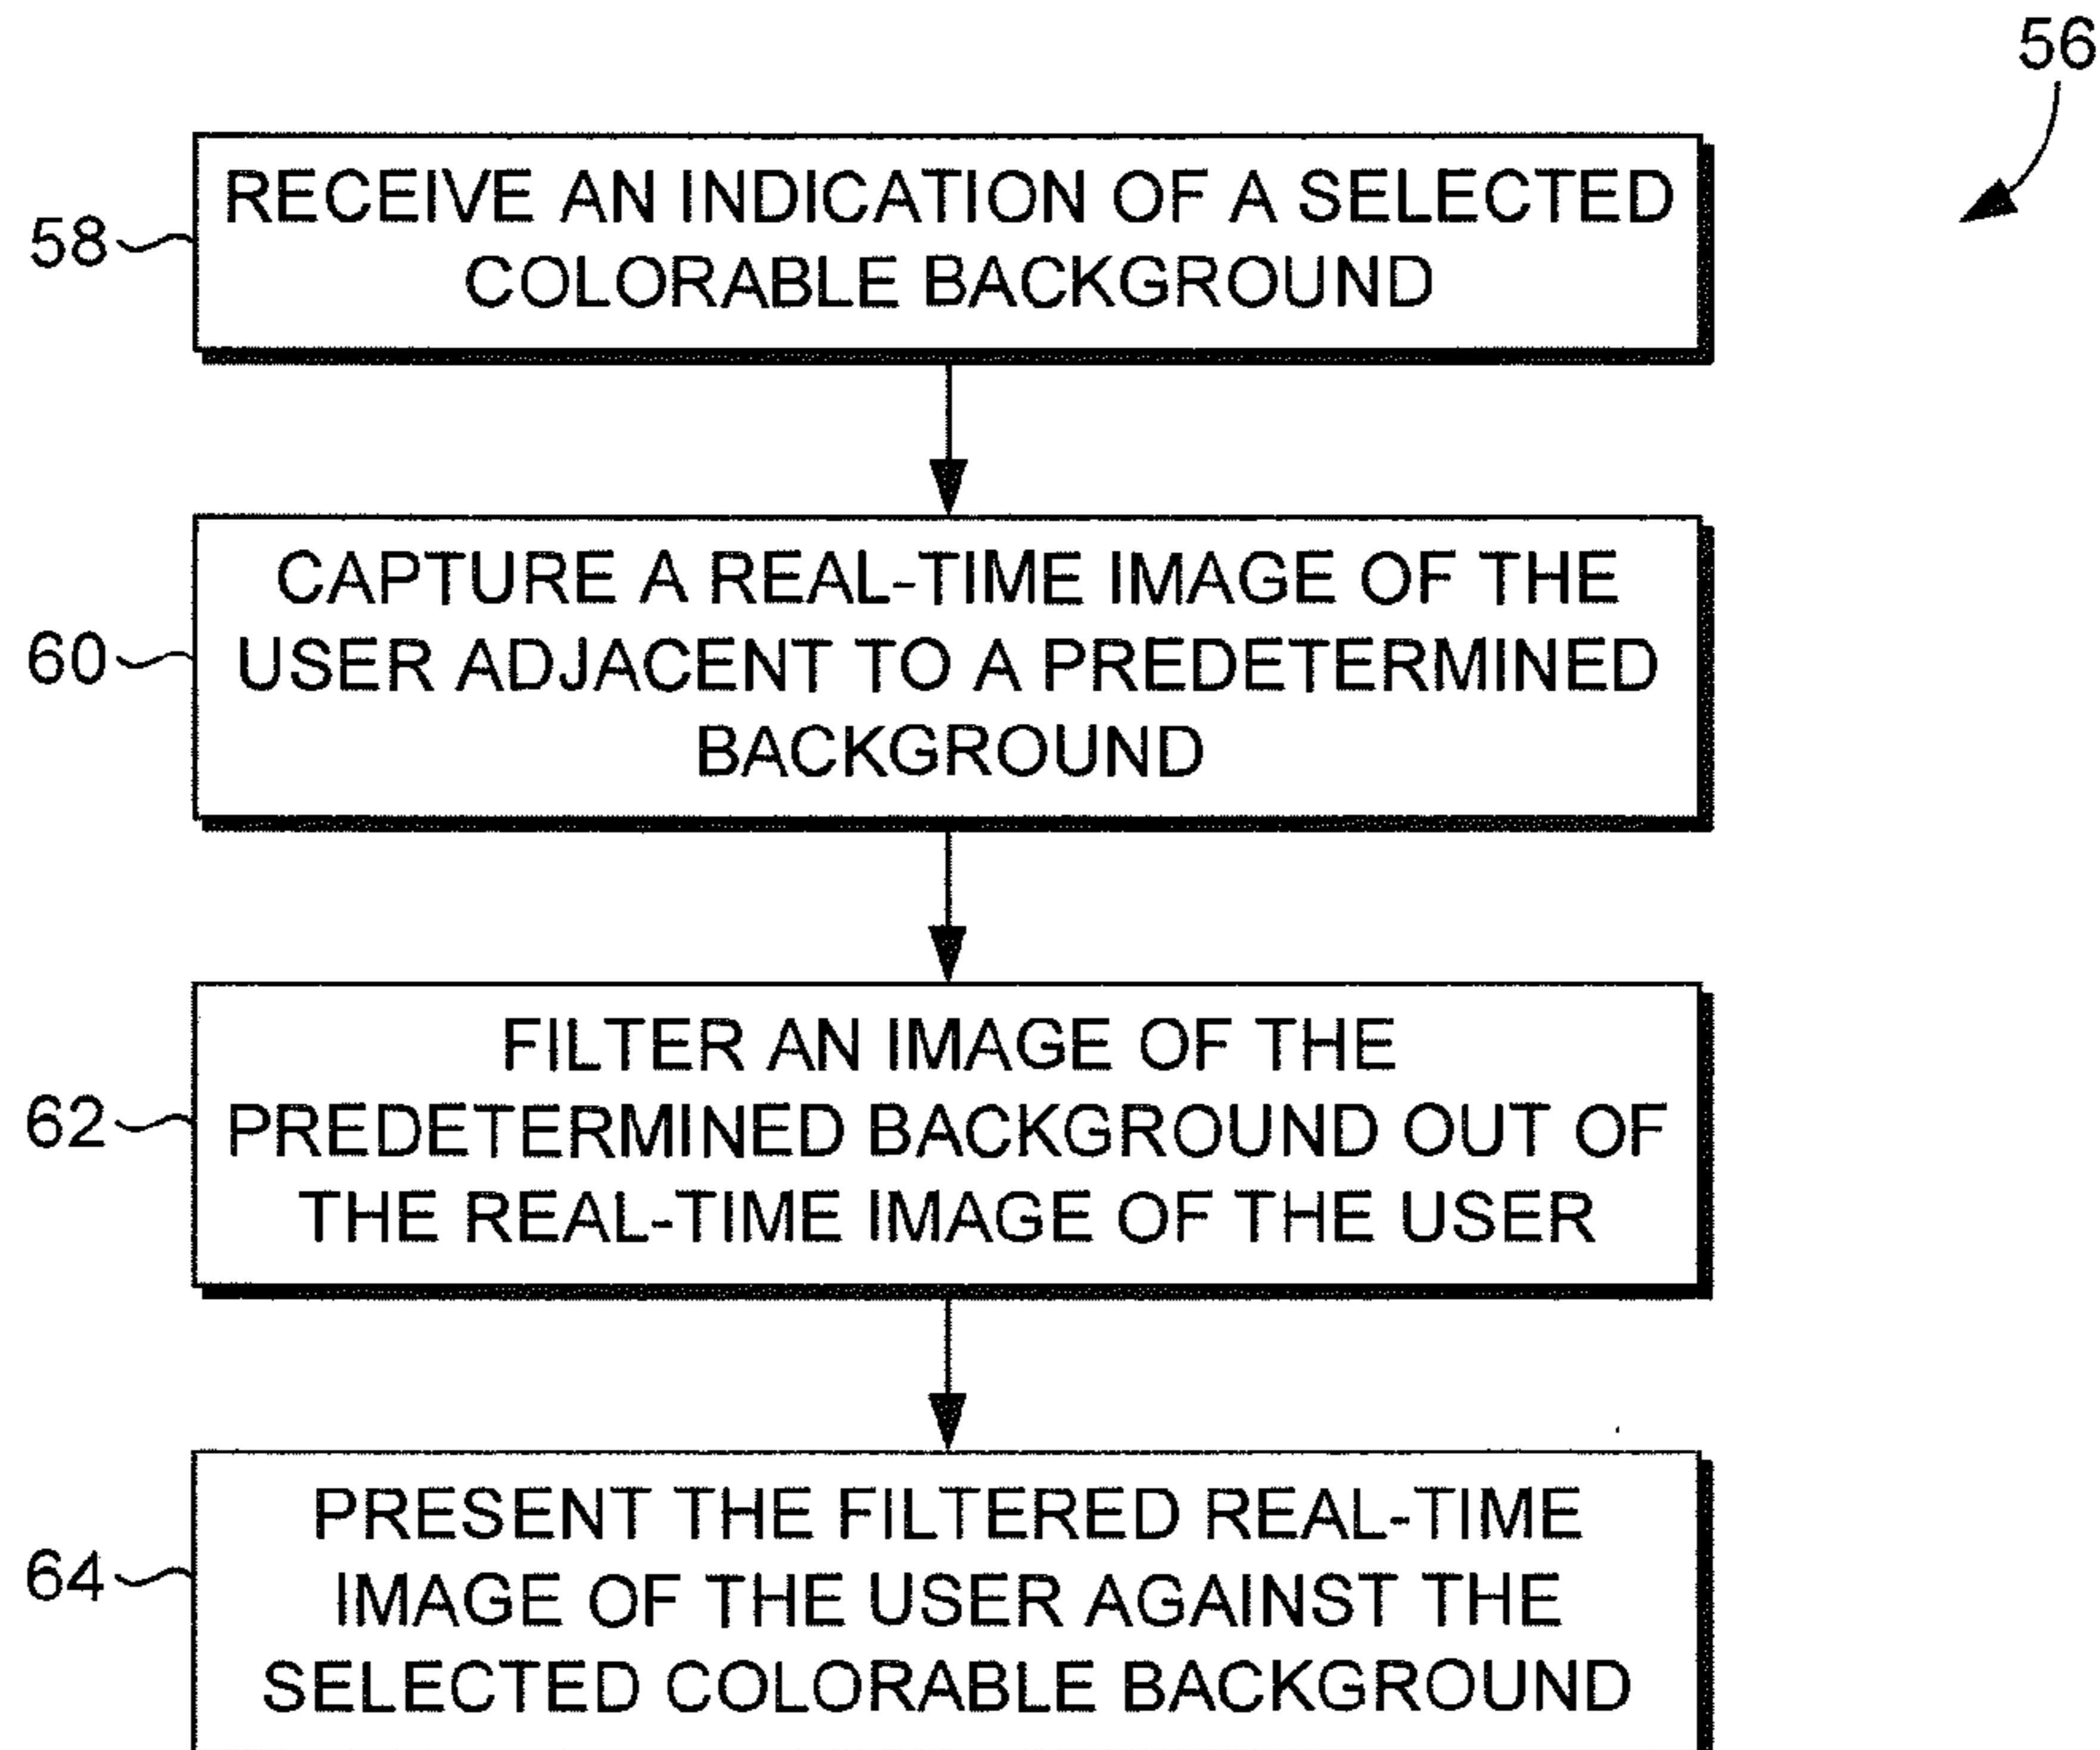 56
58
RECEIVE AN INDICATION OF A SELECTED
COLORABLE BACKGROUND
60
CAPTURE A REAL-TIME IMAGE OF THE
USER ADJACENT TO A PREDETERMINED
BACKGROUND
62
FILTER AN IMAGE OF THE
PREDETERMINED BACKGROUND OUT OF
THE REAL-TIME IMAGE OF THE USER
64
PRESENT THE FILTERED REAL-TIME
IMAGE OF THE USER AGAINST THE
SELECTED COLORABLE BACKGROUND